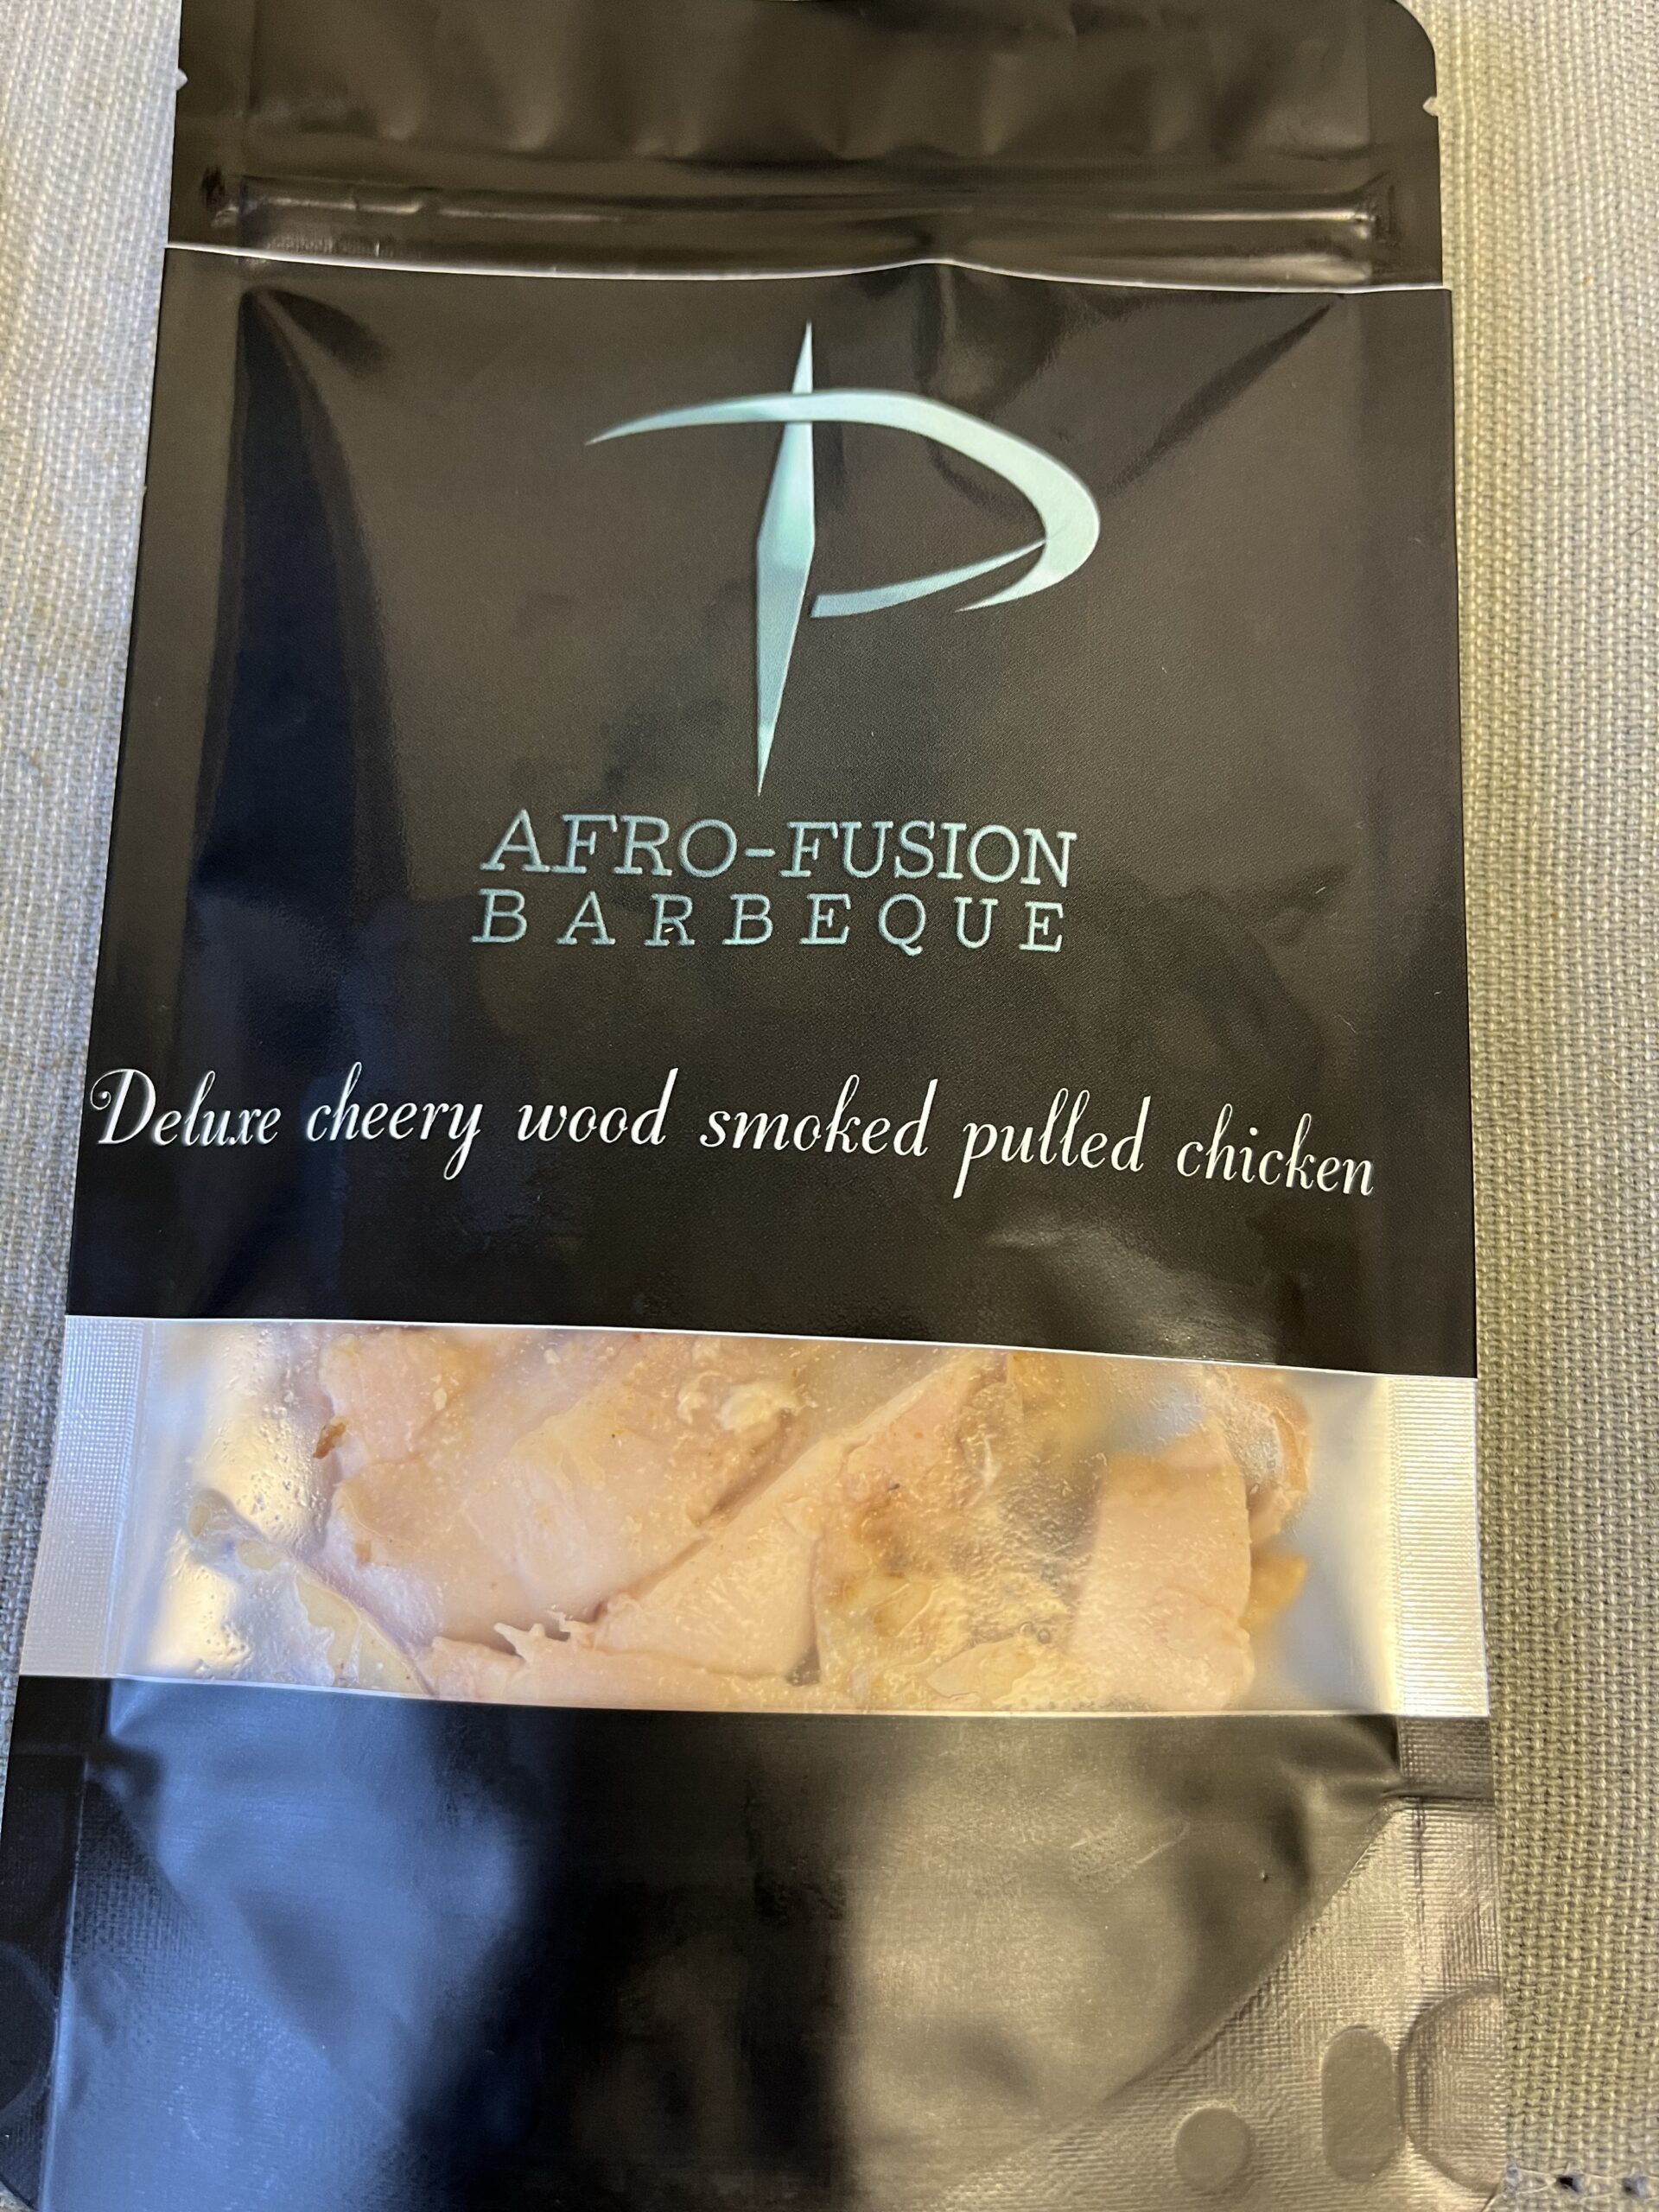 AFRO-FUSION
BARBEQUE
Deluxe cheery wood smoked pulled chicken